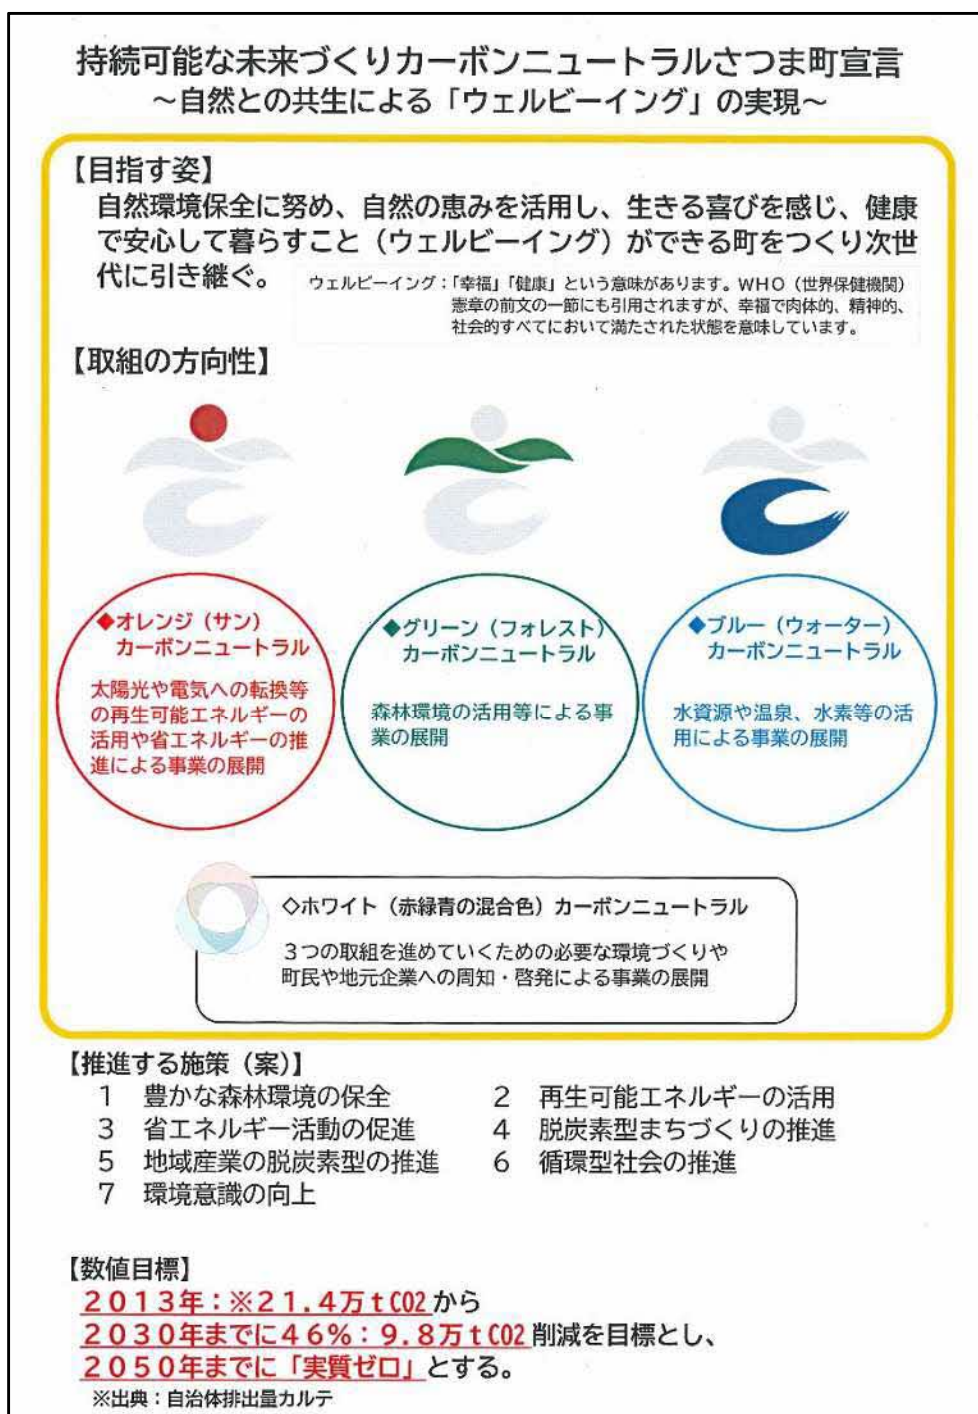 持続可能な未来づくりカーボンニュートラルさつま町宣言
～自然との共生による「ウェルビーイング」の実現～
【目指す姿】
自然環境保全に努め、自然の恵みを活用し、生きる喜びを感じ、健康
で安心して暮らすこと（ウェルビーイング）ができる町をつくり次世
代に引き継ぐ。
ウェルビーイング：「幸福」「健康」という意味があります。ＷＨＯ（世界保健機関）
憲章の前文の一節にも引用されますが、幸福で肉体的、精神的、
社会的すべてにおいて満たされた状態を意味しています。
【取組の方向性】
◆オレンジ（サン）
カーボンニュートラル
太陽光や電気への転換等
の再生可能エネルギーの
活用や省エネルギーの推
進による事業の展開
◆グリーン（フォレスト）
カーボンニュートラル
森林環境の活用等による事
業の展開
◆ブルー（ウォーター）
カーボンニュートラル
水資源や温泉、水素等の活
用による事業の展開
◇ホワイト（赤緑青の混合色）カーボンニュートラル
３つの取組を進めていくための必要な環境づくりや
町民や地元企業への周知・啓発による事業の展開
【推進する施策（案）】
１　豊かな森林環境の保全
２　再生可能エネルギーの活用
３　省エネルギー活動の促進
４　脱炭素型まちづくりの推進
５　地域産業の脱炭素型の推進
６　循環型社会の推進
７　環境意識の向上
【数値目標】
２０１３年：※２１.４万ｔCO2から
２０３０年までに４６％：９.８万ｔCO2削減を目標とし、
２０５０年までに「実質ゼロ」とする。
※出典：自治体排出量カルテ